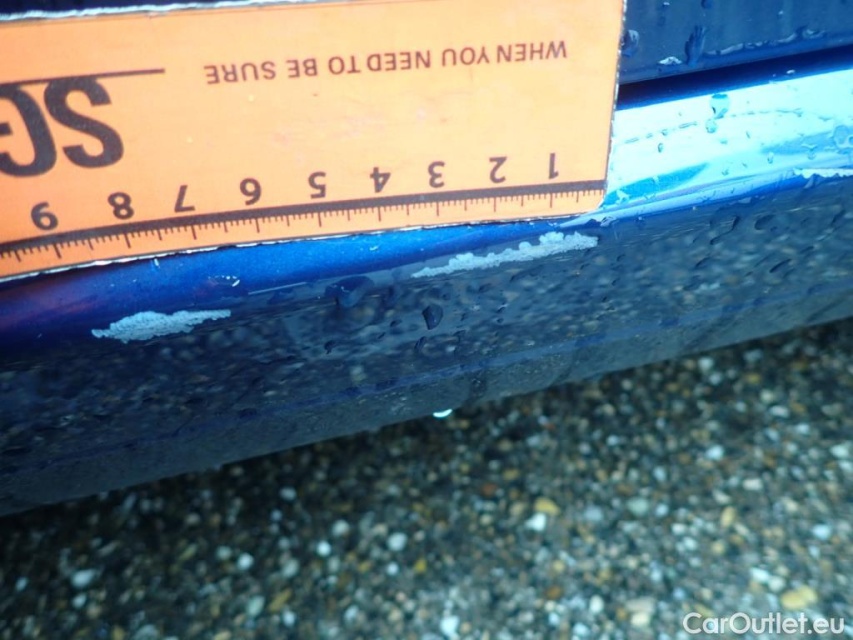 WHEN YOU NEED TO BE SURE
SG
1 2 3 4 5 6 7 8 9
CarOutlet.eu